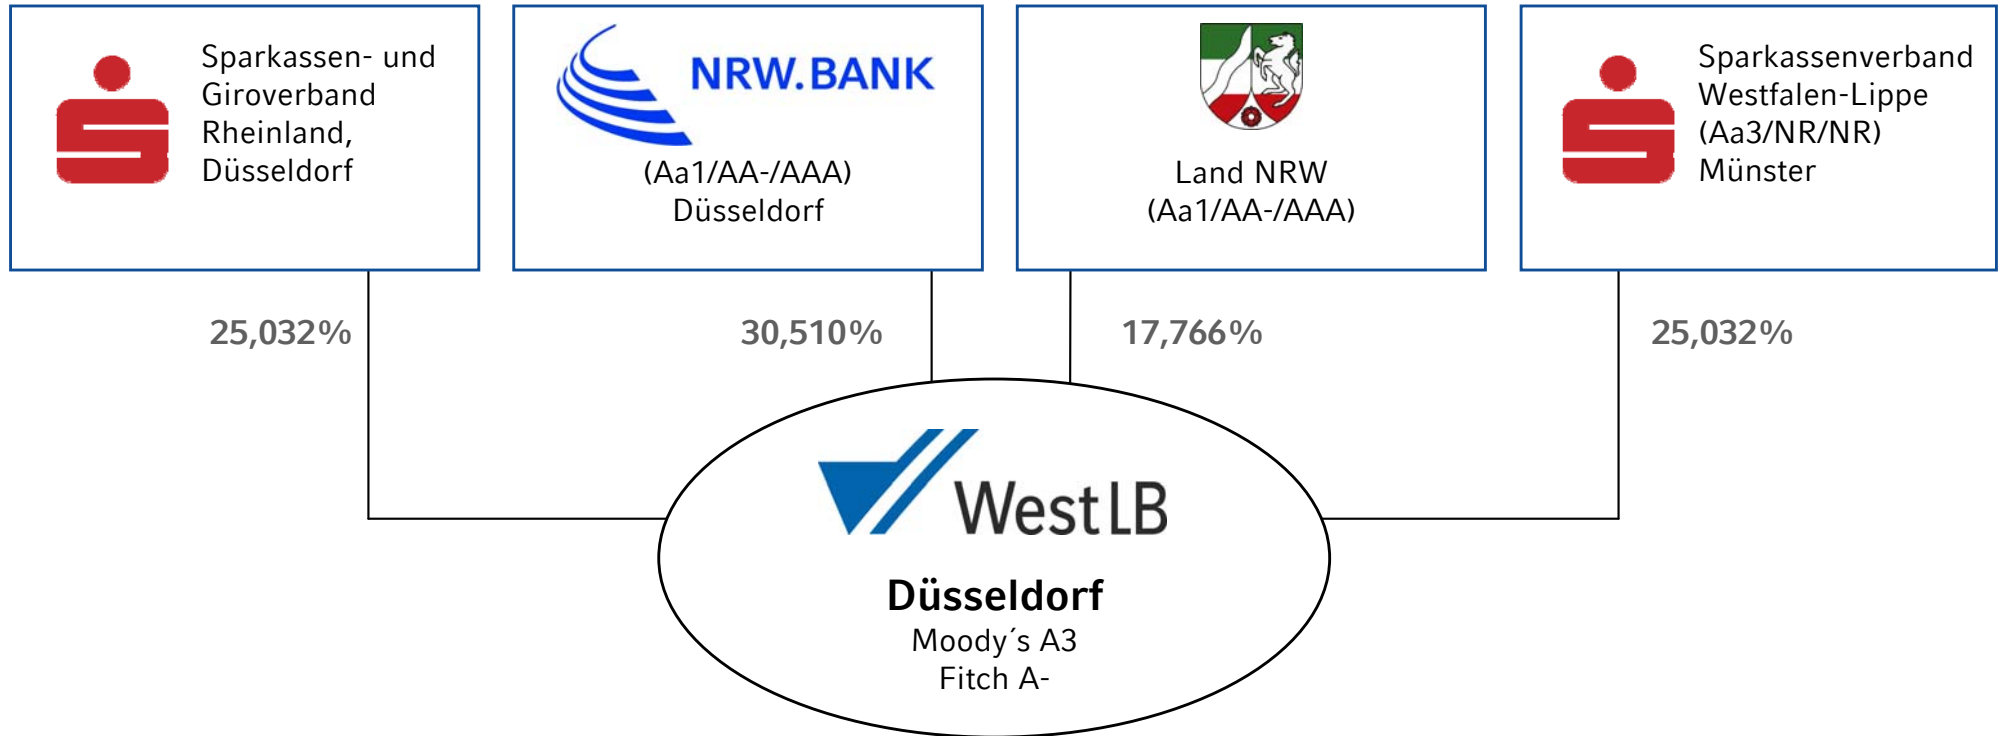 Sparkassen- und
Giroverband
Rheinland,
Düsseldorf
NRW.BANK
(Aa1/AA-/AAA)
Düsseldorf
Land NRW
(Aa1/AA-/AAA)
Sparkassenverband
Westfalen-Lippe
(Aa3/NR/NR)
Münster
25,032%
30,510%
17,766%
25,032%
WestLB
Düsseldorf
Moody´s A3
Fitch A-